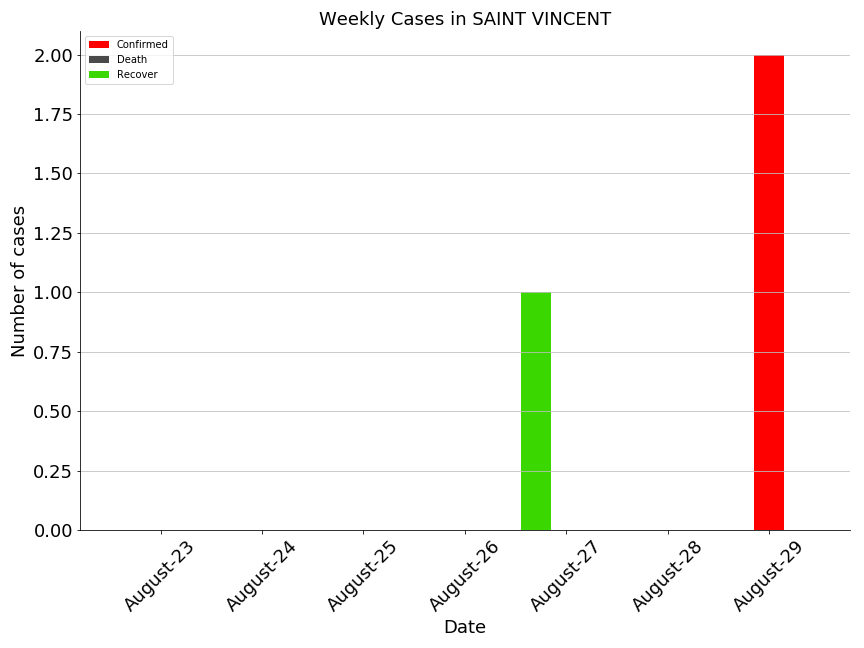 Weekly Cases in SAINT VINCENT
Confirmed
Death
Recover
2.00
1.75
1.50
1.25
1.00
0.75
0.50
0.25
0.00
Number of cases
August-23
August-24
August-25
August-26
August-27
August-28
August-29
Date